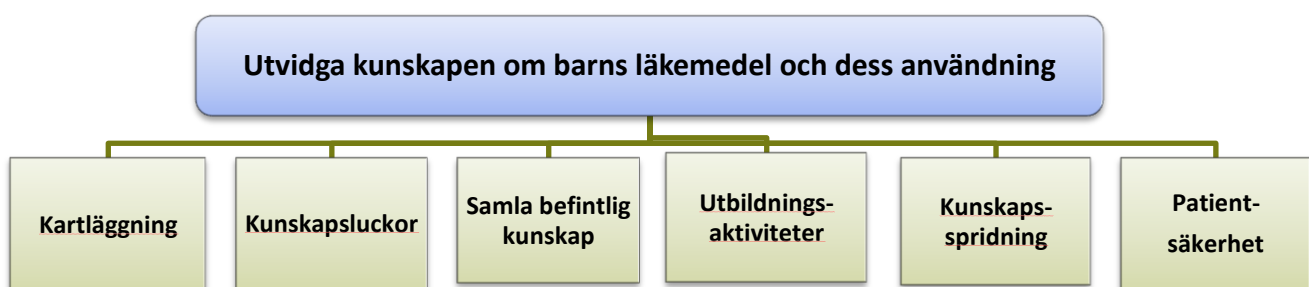 Utvidga kunskapen om barns läkemedel och dess användning
Kartläggning
Kunskapsluckor
Samla befintlig
kunskap
Utbildnings-
aktiviteter
Kunskaps-
spridning
Patient-
säkerhet